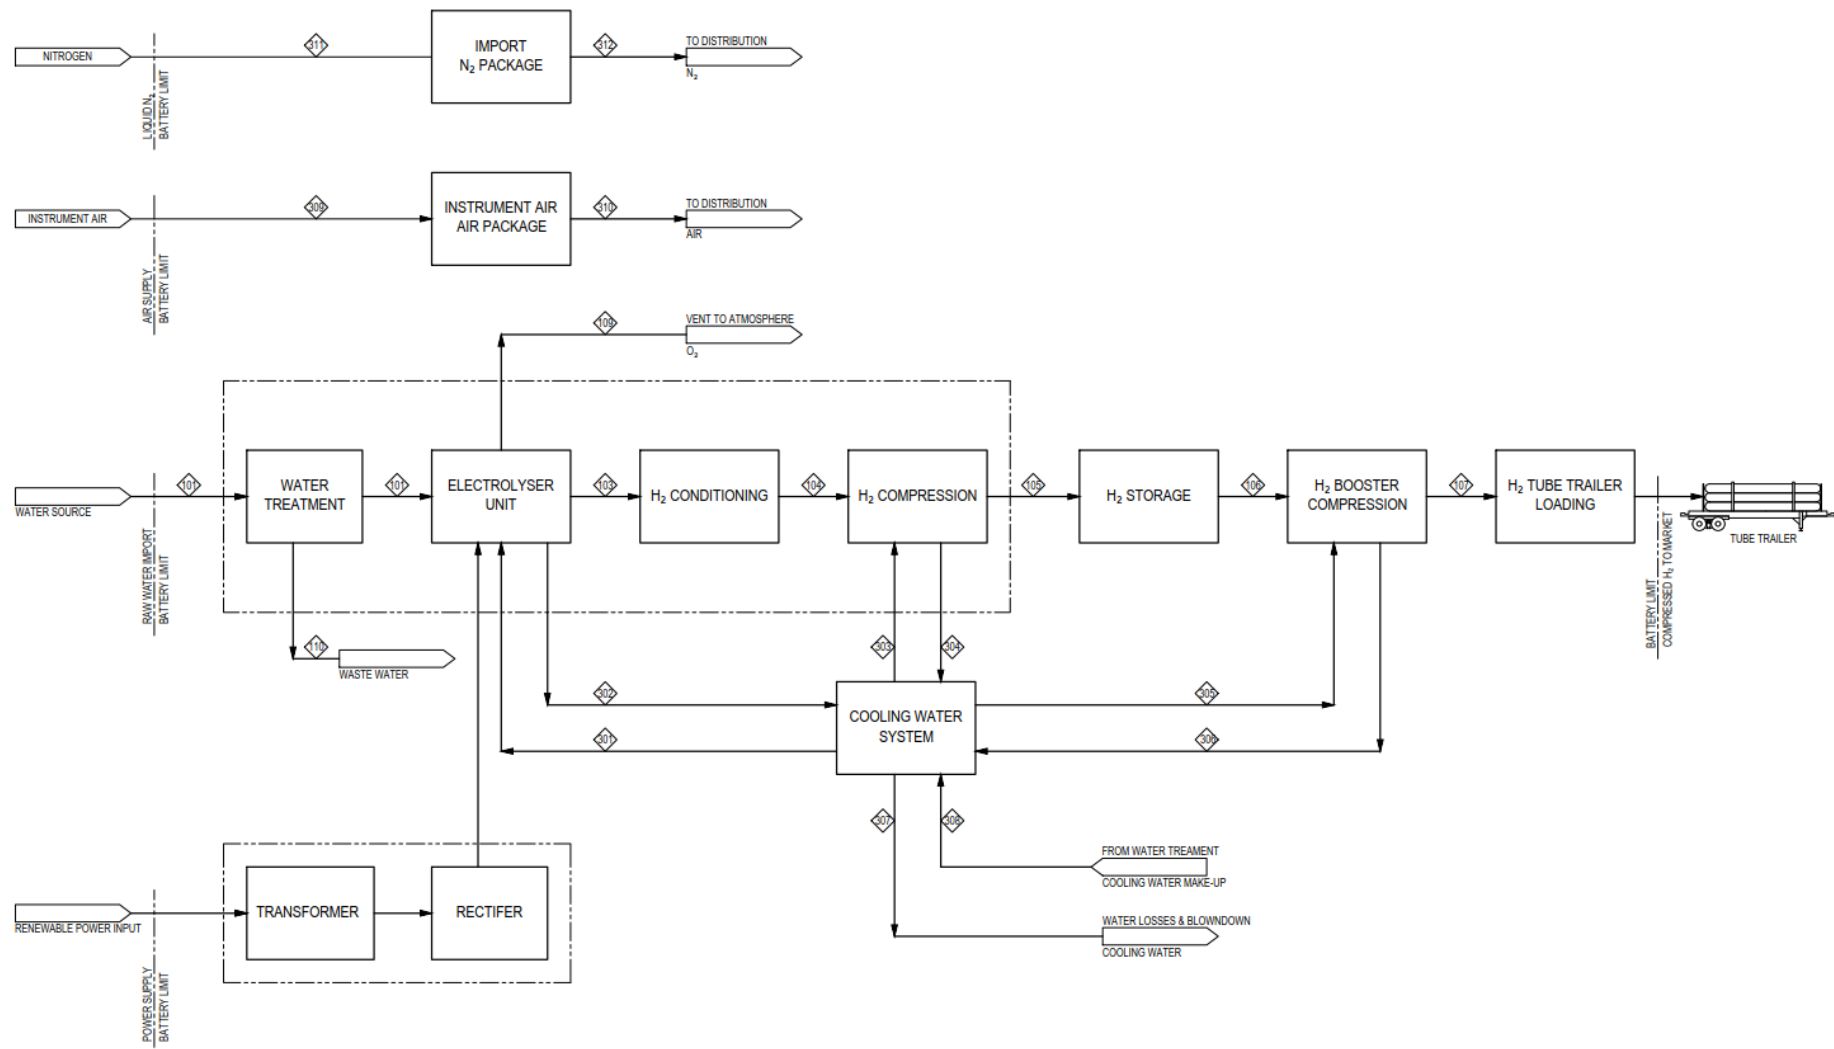 311
312
IMPORT
N₂ PACKAGE
TO DISTRIBUTION
NITROGEN
N₂
LIQUID N₂
BATTERY LIMIT
309
310
INSTRUMENT AIR
AIR PACKAGE
TO DISTRIBUTION
INSTRUMENT AIR
AIR
AIR SUPPLY
BATTERY LIMIT
109
VENT TO ATMOSPHERE
O₂
101
WATER
TREATMENT
101
ELECTROLYSER
UNIT
103
H₂ CONDITIONING
104
H₂ COMPRESSION
105
H₂ STORAGE
106
H₂ BOOSTER
COMPRESSION
107
H₂ TUBE TRAILER
LOADING
WATER SOURCE
TUBE TRAILER
RAW WATER IMPORT
BATTERY LIMIT
BATTERY LIMIT
COMPRESSED H₂ TO MARKET
110
WASTE WATER
303
304
302
305
COOLING WATER
SYSTEM
301
306
307
308
FROM WATER TREAMENT
COOLING WATER MAKE-UP
TRANSFORMER
RECTIFER
WATER LOSSES & BLOWNDOWN
COOLING WATER
RENEWABLE POWER INPUT
POWER SUPPLY
BATTERY LIMIT